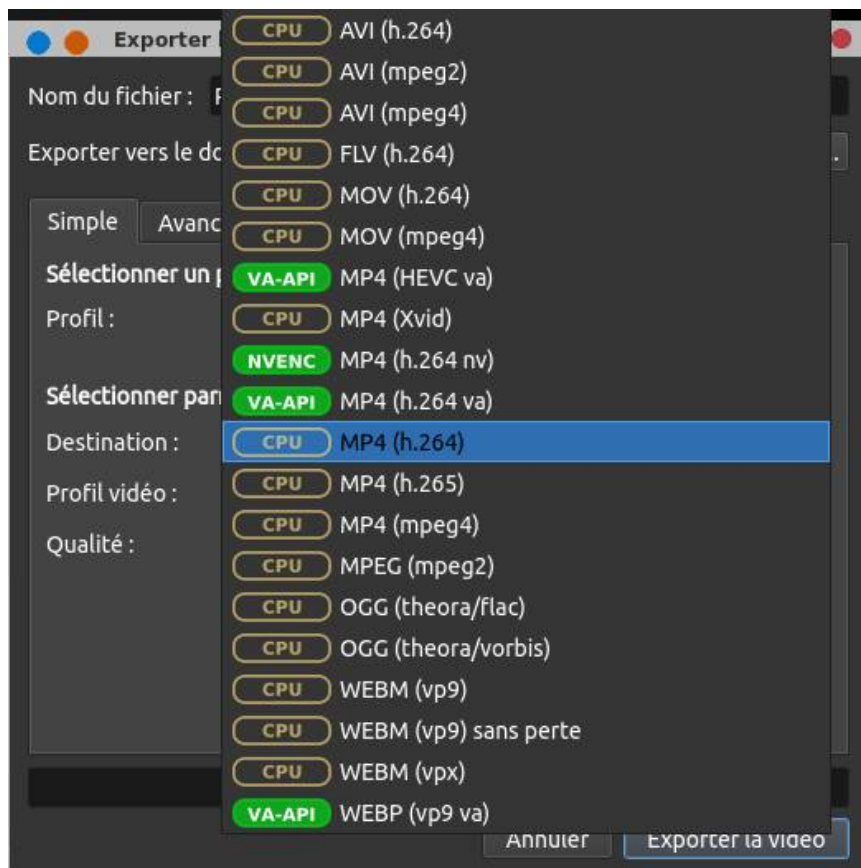 Exporter
Nom du fichier :
Exporter vers le
Simple
Sélectionner un
Profil :
Sélectionner
Destination :
Profil vidéo :
Qualité :
CPU AVI (h.264)
CPU AVI (mpeg2)
CPU AVI (mpeg4)
CPU FLV (h.264)
CPU MOV (h.264)
CPU MOV (mpeg4)
VA-API MP4 (HEVC va)
CPU MP4 (Xvid)
NVENC MP4 (h.264 nv)
VA-API MP4 (h.264 va)
CPU MP4 (h.264)
CPU MP4 (h.265)
CPU MP4 (mpeg4)
CPU MPEG (mpeg2)
CPU OGG (theora/flac)
CPU OGG (theora/vorbis)
CPU WEBM (vp9)
CPU WEBM (vp9) sans perte
CPU WEBM (vpx)
VA-API WEBP (vp9 va)
Annuler Exporter la vidéo